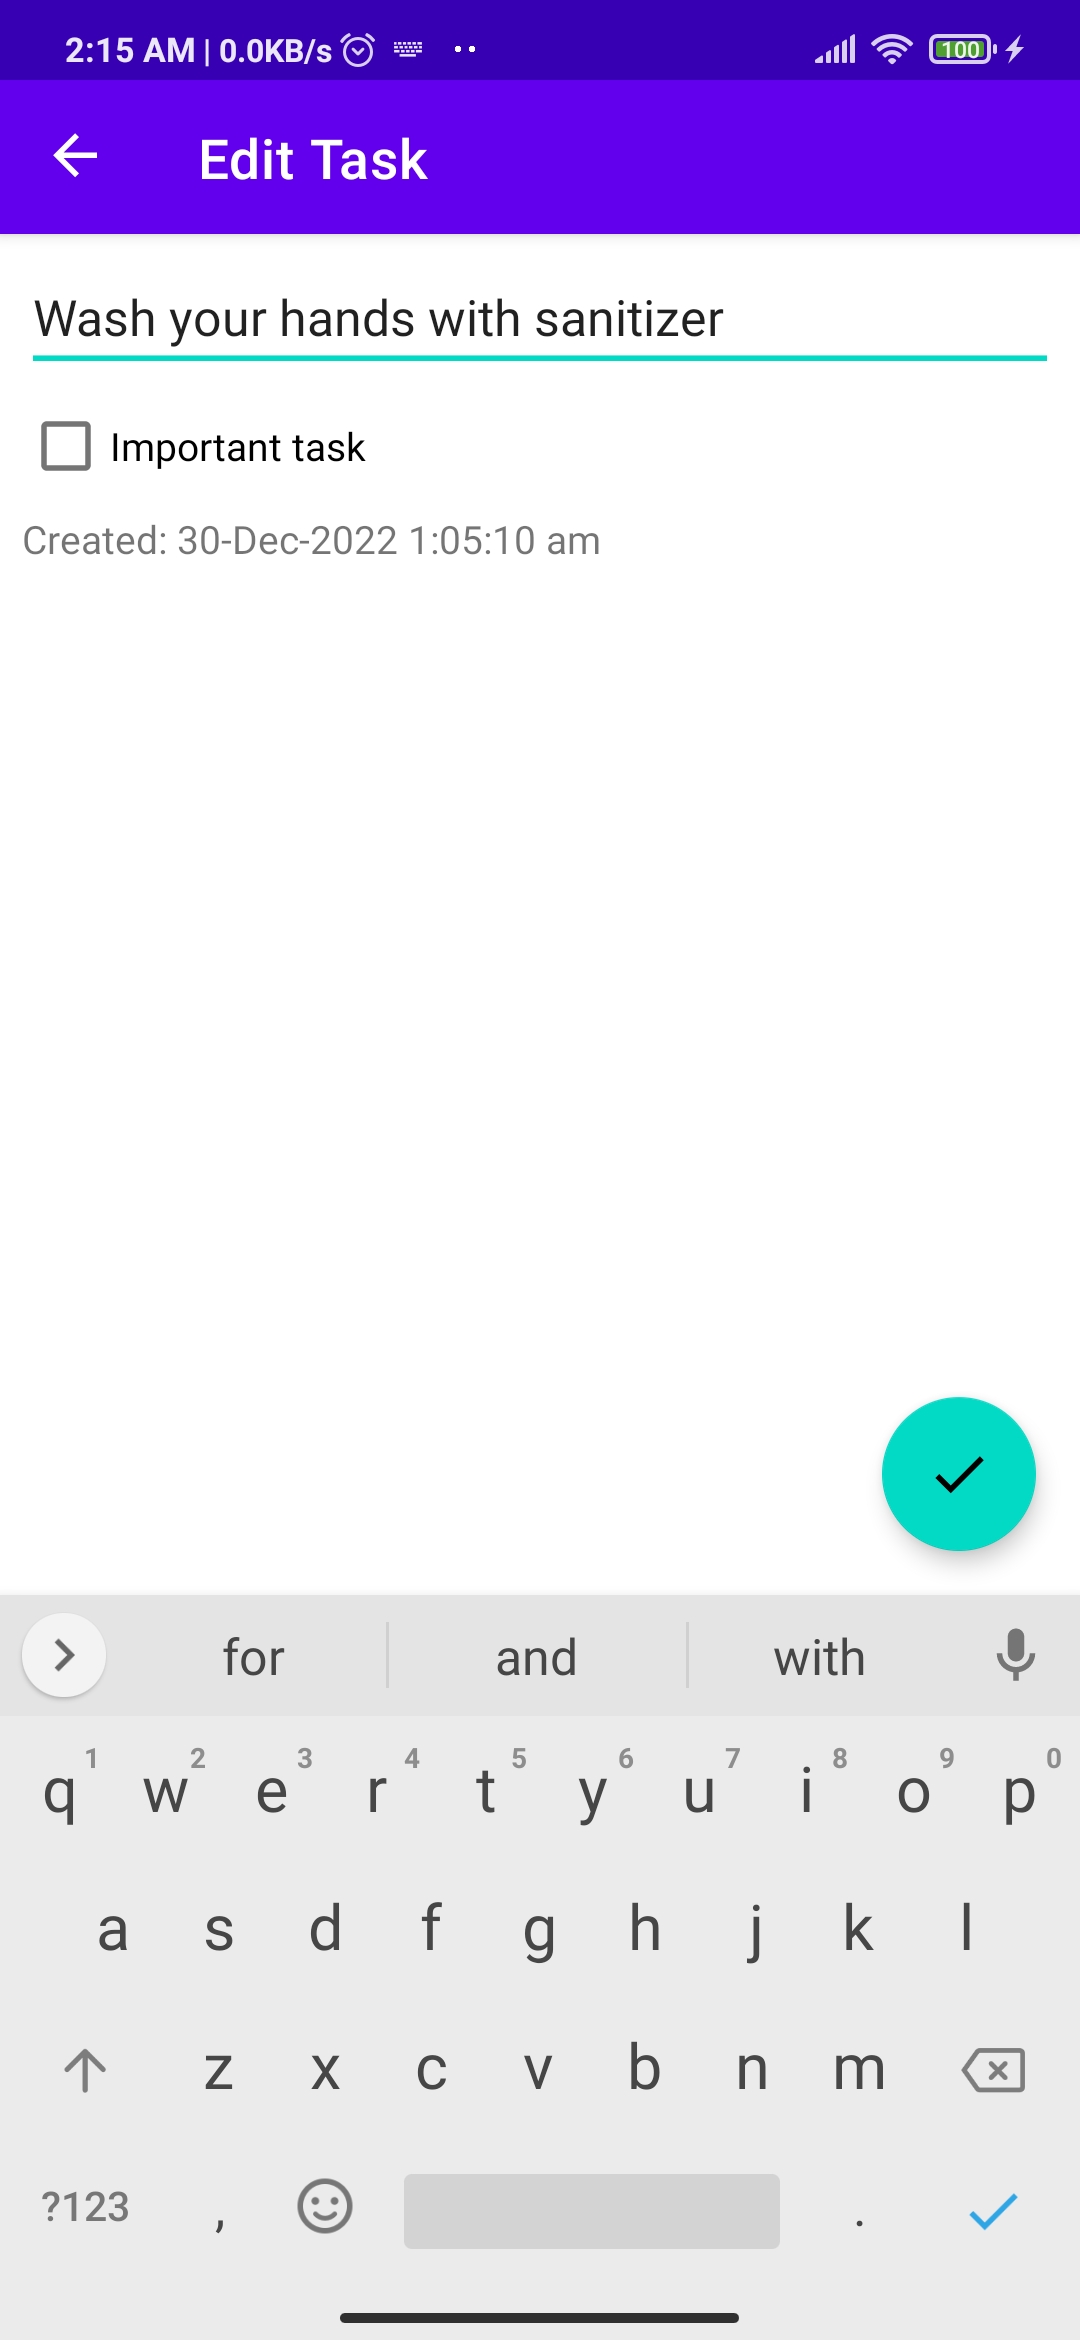 2:15 AM | 0.0KB/s 100
Edit Task
Wash your hands with sanitizer
Important task
Created: 30-Dec-2022 1:05:10 am
for and with
q 1 w 2 e 3 r 4 t 5 y 6 u 7 i 8 o 9 p 0
a s d f g h j k l
z x c v b n m
?123 , .